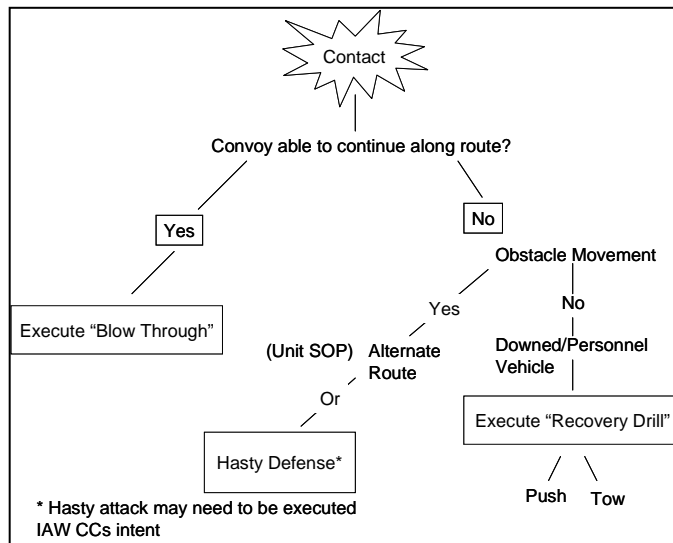 Contact
Convoy able to continue along route?
Yes
No
Obstacle Movement
Execute “Blow Through”
Yes
No
(Unit SOP) Alternate
Route
Downed/Personnel
Vehicle
Or
Execute “Recovery Drill”
Hasty Defense*
Push
Tow
* Hasty attack may need to be executed
IAW CCs intent